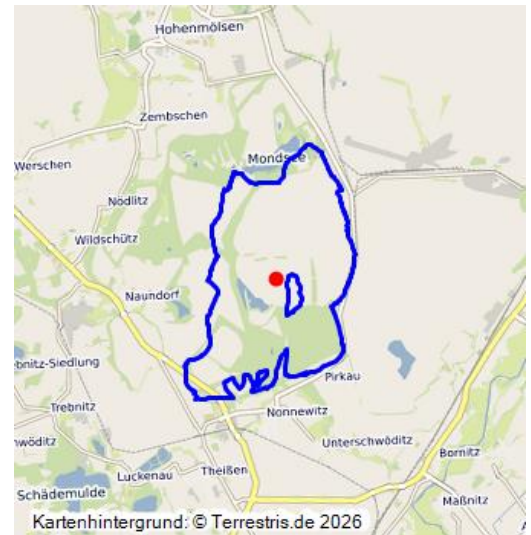 Hohenmölsen
Zembschen
Mondsee
Werschen
Nödlitz
Wildschütz
Naundorf
ebnitz-Siedlung
Pirkau
Trebnitz
Nonnewitz
nwöditz
Unterschwöditz
Bornitz
Luckenau
Theißen
Schädemulde
Maßnitz
Kartenhintergrund: © Terrestris.de 2026